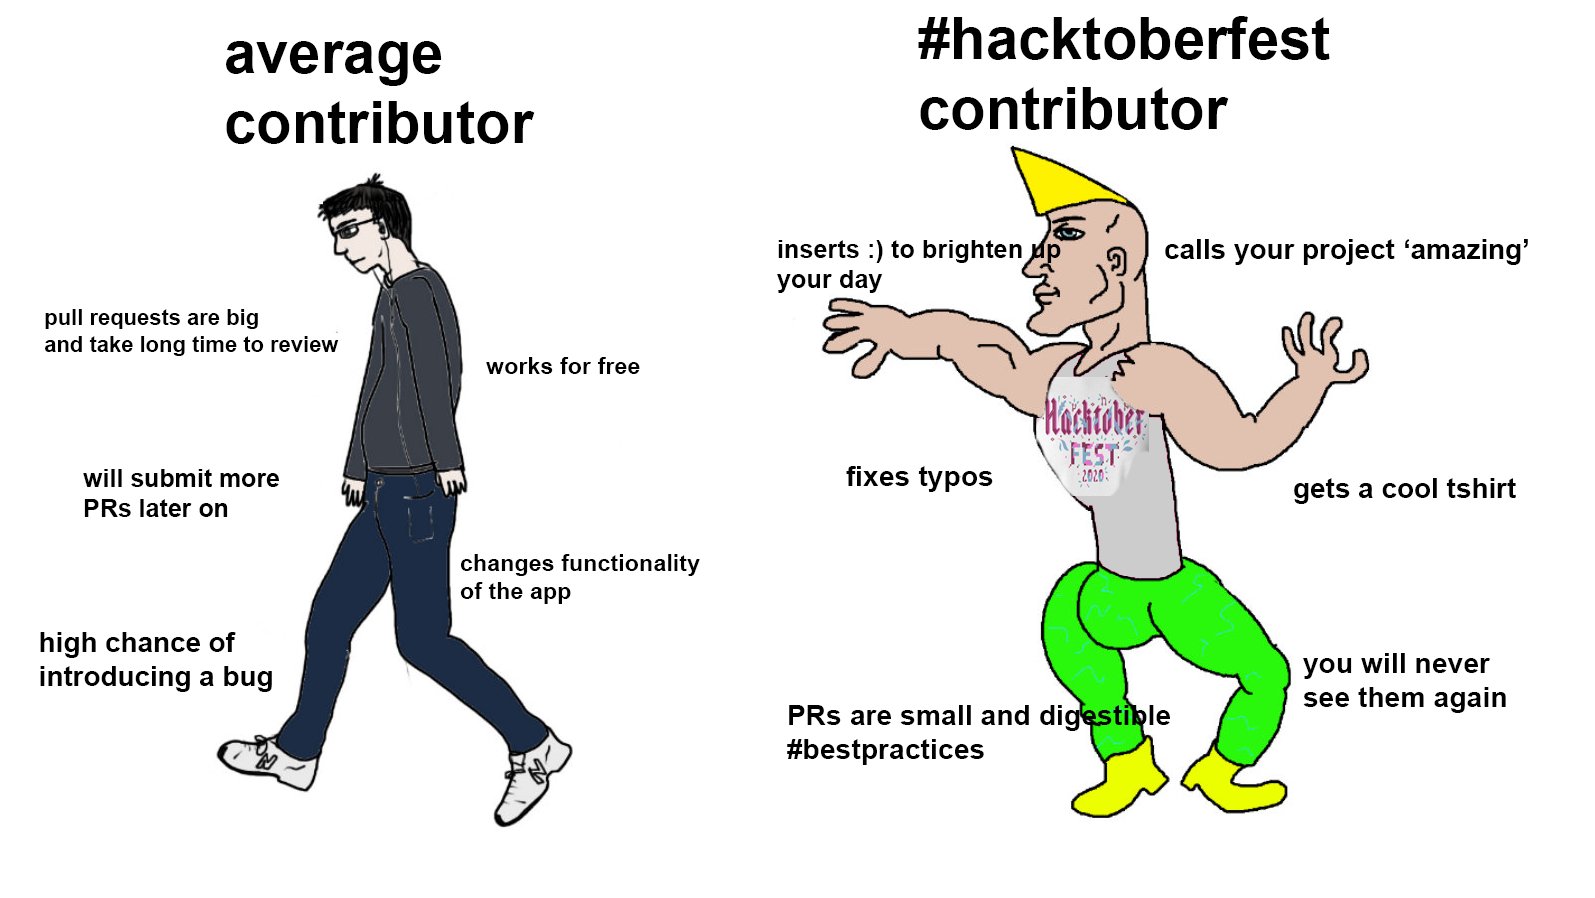 average
contributor
pull requests are big
and take long time to review
works for free
will submit more
PRs later on
changes functionality
of the app
high chance of
introducing a bug
#hacktoberfest
contributor
inserts :) to brighten up
your day
calls your project ‘amazing’
Hacktober
FEST
2020
fixes typos
gets a cool tshirt
you will never
see them again
PRs are small and digestible
#bestpractices